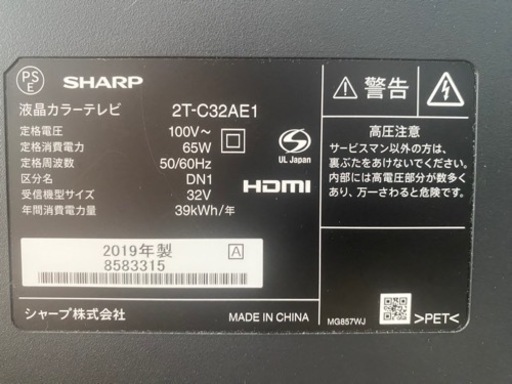 PS
E
SHARP
液晶カラーテレビ 2T-C32AE1
定格電圧 100V～
定格消費電力 65W
定格周波数 50/60Hz
区分名 DN1
受信機型サイズ 32V
年間消費電力量 39kWh/年
S
UL Japan
HDMI
2019年製 A
8583315
シャープ株式会社 MADE IN CHINA
警告
高圧注意
サービスマン以外の方は、
裏ぶたをあけないでください。
内部には高電圧部分が数多く
あり、万一さわると危険です。
MG857WJ
>PET<